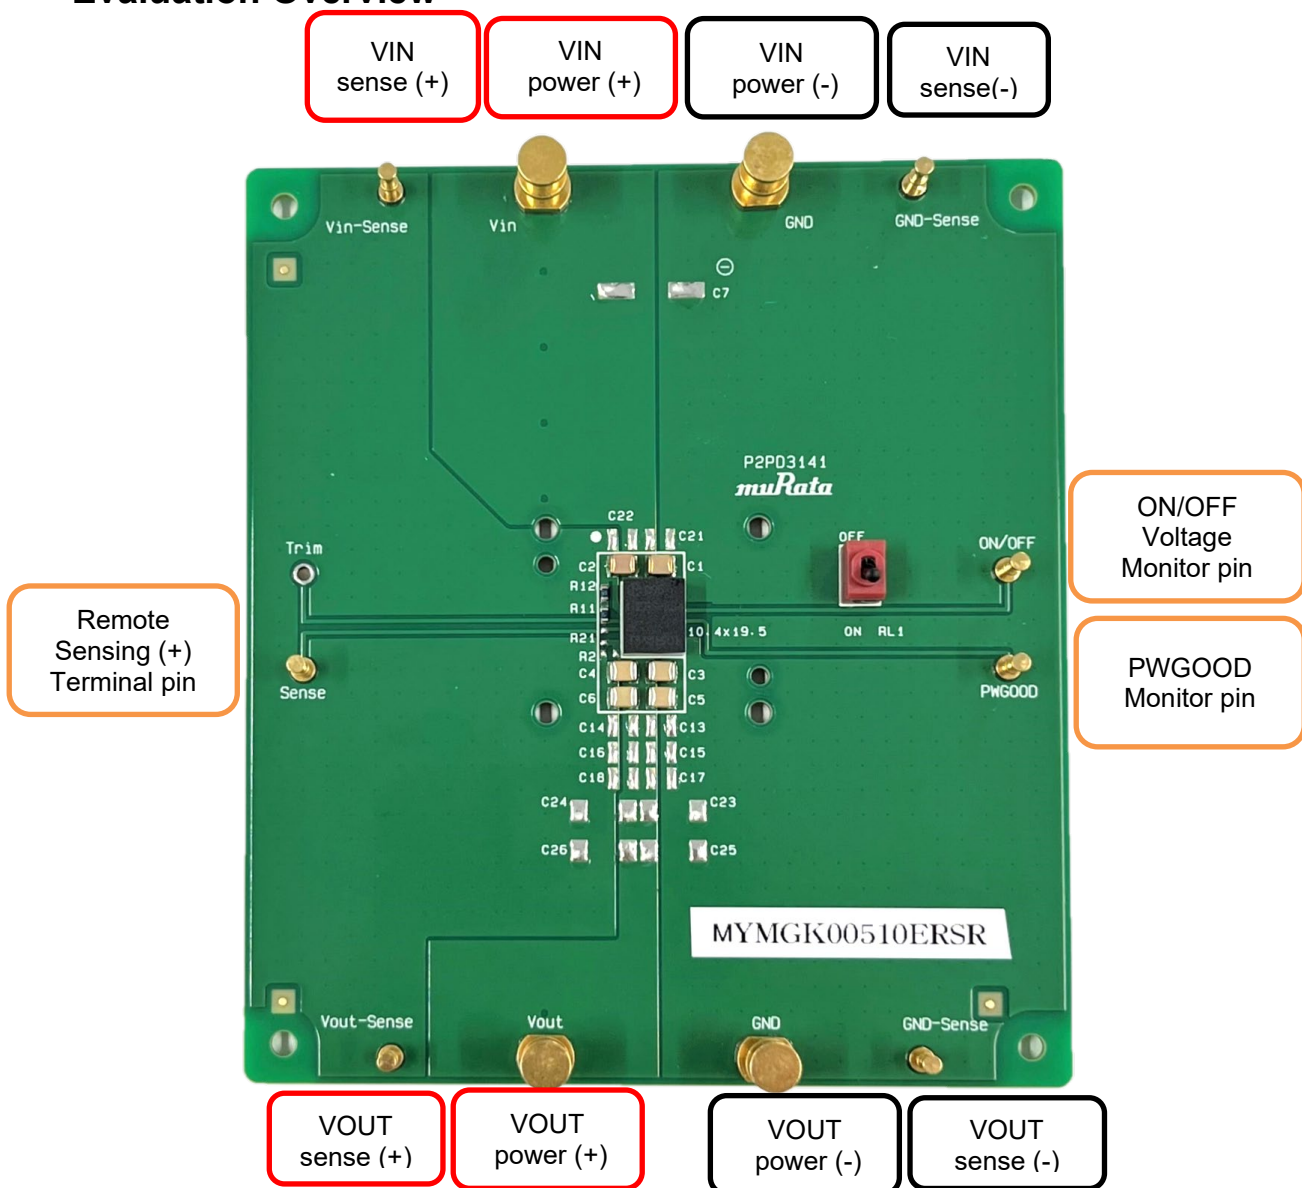 Evaluation Overview
VIN
sense (+)
VIN
power (+)
VIN
power (-)
VIN
sense(-)
Vin-Sense
Vin
GND
GND-Sense
C7
P2PD3141
muRata
C22
C21
OFF
ON/OFF
Trim
C2
C1
R12
R11
R21
10.4x19.5
ON RL1
R2
C4
C3
Sense
PWGOOD
C6
C5
C14
C13
C16
C15
C18
C17
C24
C23
C26
C25
ON/OFF
Voltage
Monitor pin
Remote
Sensing (+)
Terminal pin
PWGOOD
Monitor pin
MYMGK00510ERSR
Vout-Sense
Vout
GND
GND-Sense
VOUT
sense (+)
VOUT
power (+)
VOUT
power (-)
VOUT
sense (-)